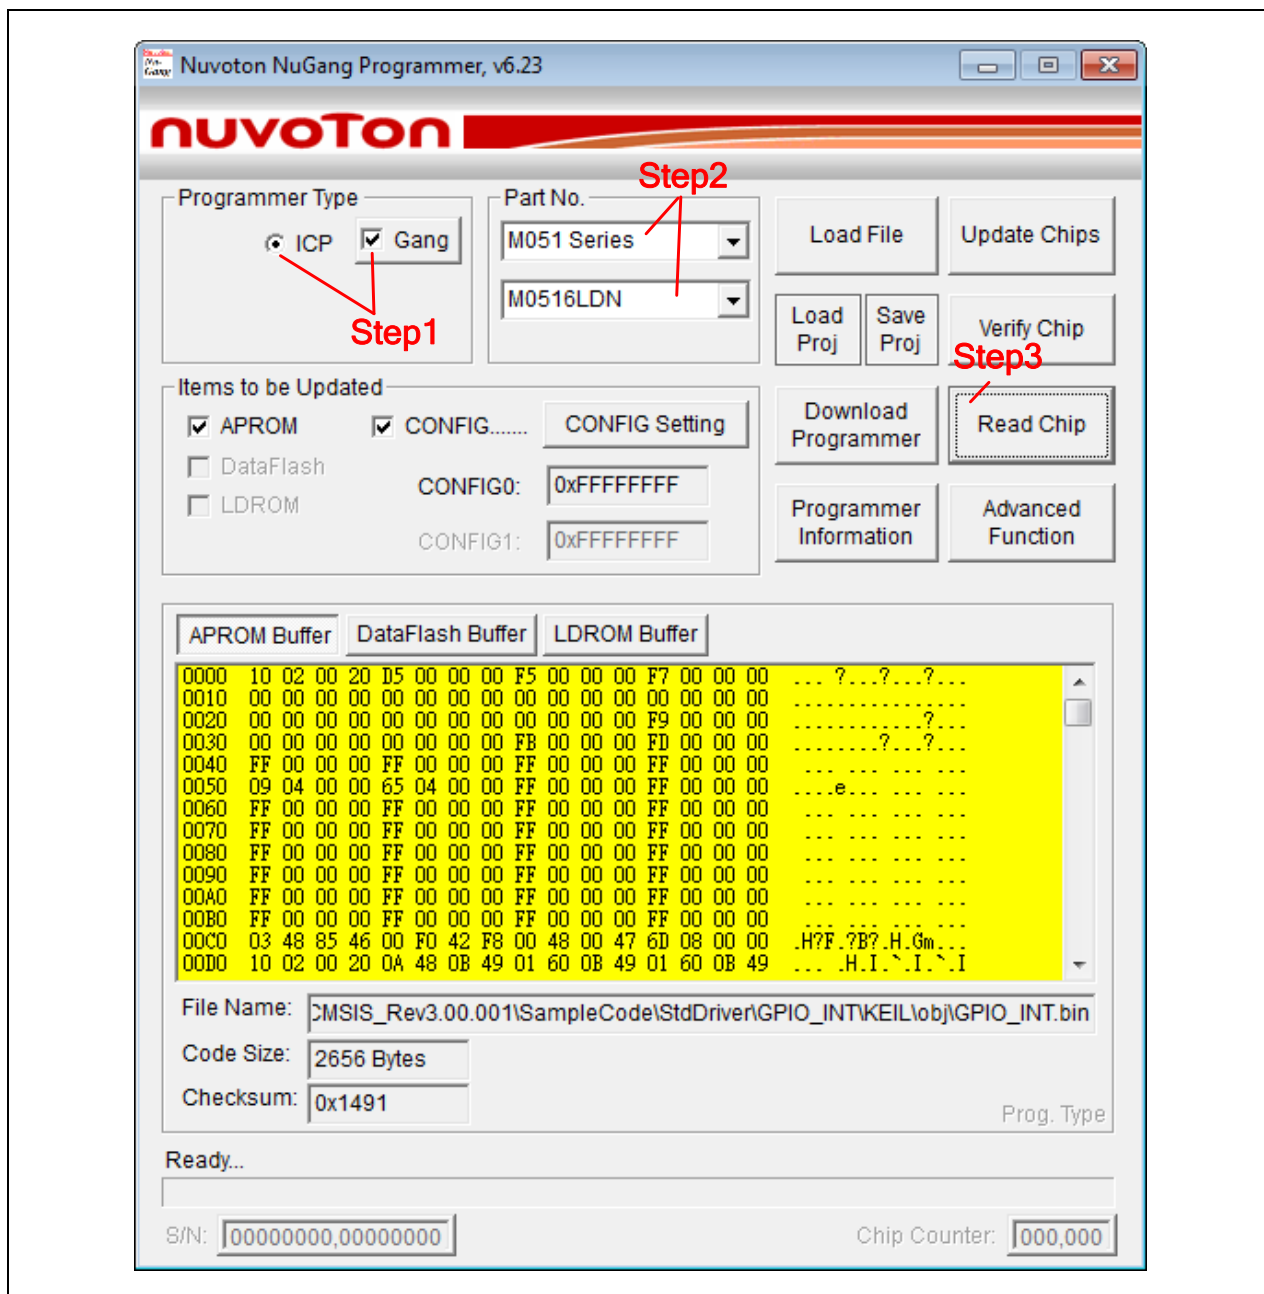 Nuvoton NuGang Programmer, v6.23
nuvoTon
Step2
Programmer Type
Part No.
ICP
Gang
M051 Series
Load File
Update Chips
M0516LDN
Step1
Load Proj
Save Proj
Verify Chip
Step3
Items to be Updated
APROM
CONFIG.......
CONFIG Setting
Download Programmer
Read Chip
DataFlash
CONFIG0:
0xFFFFFFFF
LDROM
CONFIG1:
0xFFFFFFFF
Programmer Information
Advanced Function
APROM Buffer
DataFlash Buffer
LDROM Buffer
0000 10 02 00 20 D5 00 00 00 F5 00 00 00 F7 00 00 00 ... ?...?...?...
0010 00 00 00 00 00 00 00 00 00 00 00 00 00 00 00 00 ................
0020 00 00 00 00 00 00 00 00 00 00 00 00 F9 00 00 00 ............?...
0030 00 00 00 00 00 00 00 00 FB 00 00 00 FD 00 00 00 ........?...?...
0040 FF 00 00 00 FF 00 00 00 FF 00 00 00 FF 00 00 00 ... ... ... ...
0050 09 04 00 00 65 04 00 00 FF 00 00 00 FF 00 00 00 ....e... ... ...
0060 FF 00 00 00 FF 00 00 00 FF 00 00 00 FF 00 00 00 ... ... ... ...
0070 FF 00 00 00 FF 00 00 00 FF 00 00 00 FF 00 00 00 ... ... ... ...
0080 FF 00 00 00 FF 00 00 00 FF 00 00 00 FF 00 00 00 ... ... ... ...
0090 FF 00 00 00 FF 00 00 00 FF 00 00 00 FF 00 00 00 ... ... ... ...
00A0 FF 00 00 00 FF 00 00 00 FF 00 00 00 FF 00 00 00 ... ... ... ...
00B0 FF 00 00 00 FF 00 00 00 FF 00 00 00 FF 00 00 00 ... ... ... ...
00C0 03 48 85 46 00 F0 42 F8 00 48 00 47 6D 08 00 00 .H?F.?B?.H.Gm...
00D0 10 02 00 20 0A 48 0B 49 01 60 0B 49 01 60 0B 49 ... .H.I.`.I.`.I
File Name:
CMSIS_Rev3.00.001\SampleCode\StdDriver\GPIO_INT\KEIL\obj\GPIO_INT.bin
Code Size:
2656 Bytes
Checksum:
0x1491
Prog. Type
Ready...
S/N:
00000000,00000000
Chip Counter:
000,000